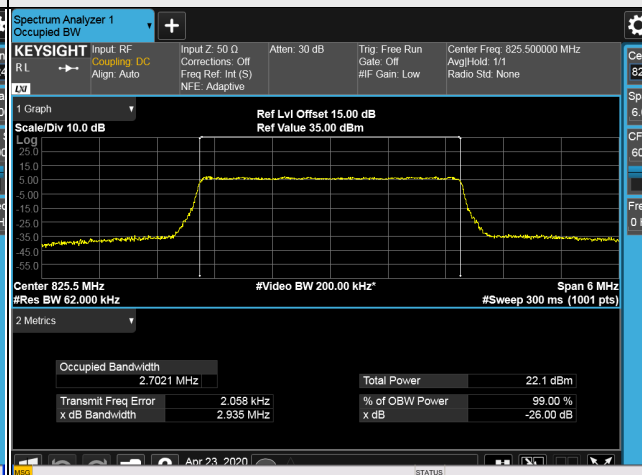 Spectrum Analyzer 1
Occupied BW
KEYSIGHT
RL
LXI
Input: RF
Coupling: DC
Align: Auto
Input Z: 50 Ω
Corrections: Off
Freq Ref: Int (S)
NFE: Adaptive
Atten: 30 dB
Trig: Free Run
Gate: Off
#IF Gain: Low
Center Freq: 825.500000 MHz
Avg|Hold: 1/1
Radio Std: None
1 Graph
Scale/Div 10.0 dB
Ref Lvl Offset 15.00 dB
Ref Value 35.00 dBm
Log
25.0
15.0
5.00
-5.00
-15.0
-25.0
-35.0
-45.0
-55.0
Center 825.5 MHz
#Video BW 200.00 kHz*
Span 6 MHz
#Res BW 62.000 kHz
#Sweep 300 ms (1001 pts)
2 Metrics
Occupied Bandwidth
2.7021 MHz
Total Power 22.1 dBm
Transmit Freq Error 2.058 kHz
% of OBW Power 99.00 %
x dB Bandwidth 2.935 MHz
x dB -26.00 dB
Apr 23, 2020
MSG
STATUS